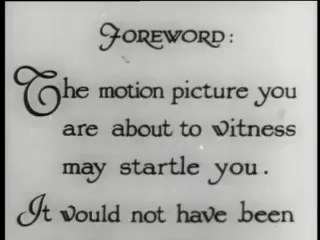 FOREWORD:
The motion picture you
are about to witness
may startle you.
It would not have been